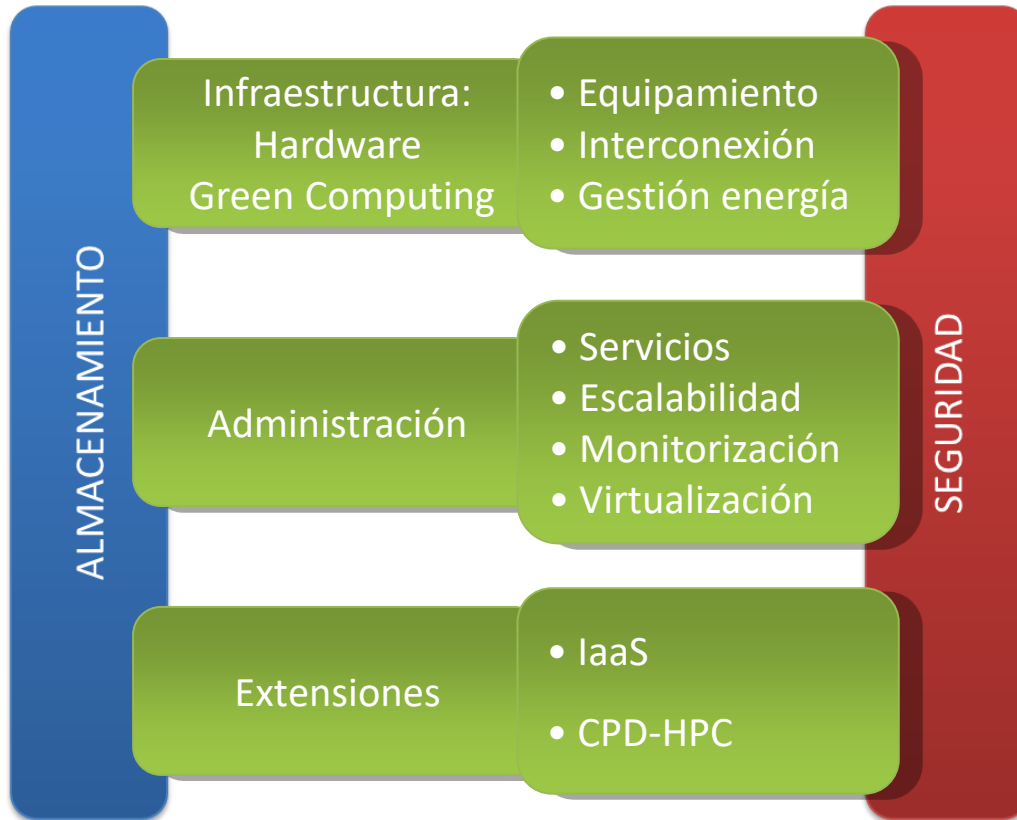 ALMACENAMIENTO
Infraestructura:
Hardware
Green Computing
• Equipamiento
• Interconexión
• Gestión energía
Administración
• Servicios
• Escalabilidad
• Monitorización
• Virtualización
Extensiones
• IaaS
• CPD-HPC
SEGURIDAD